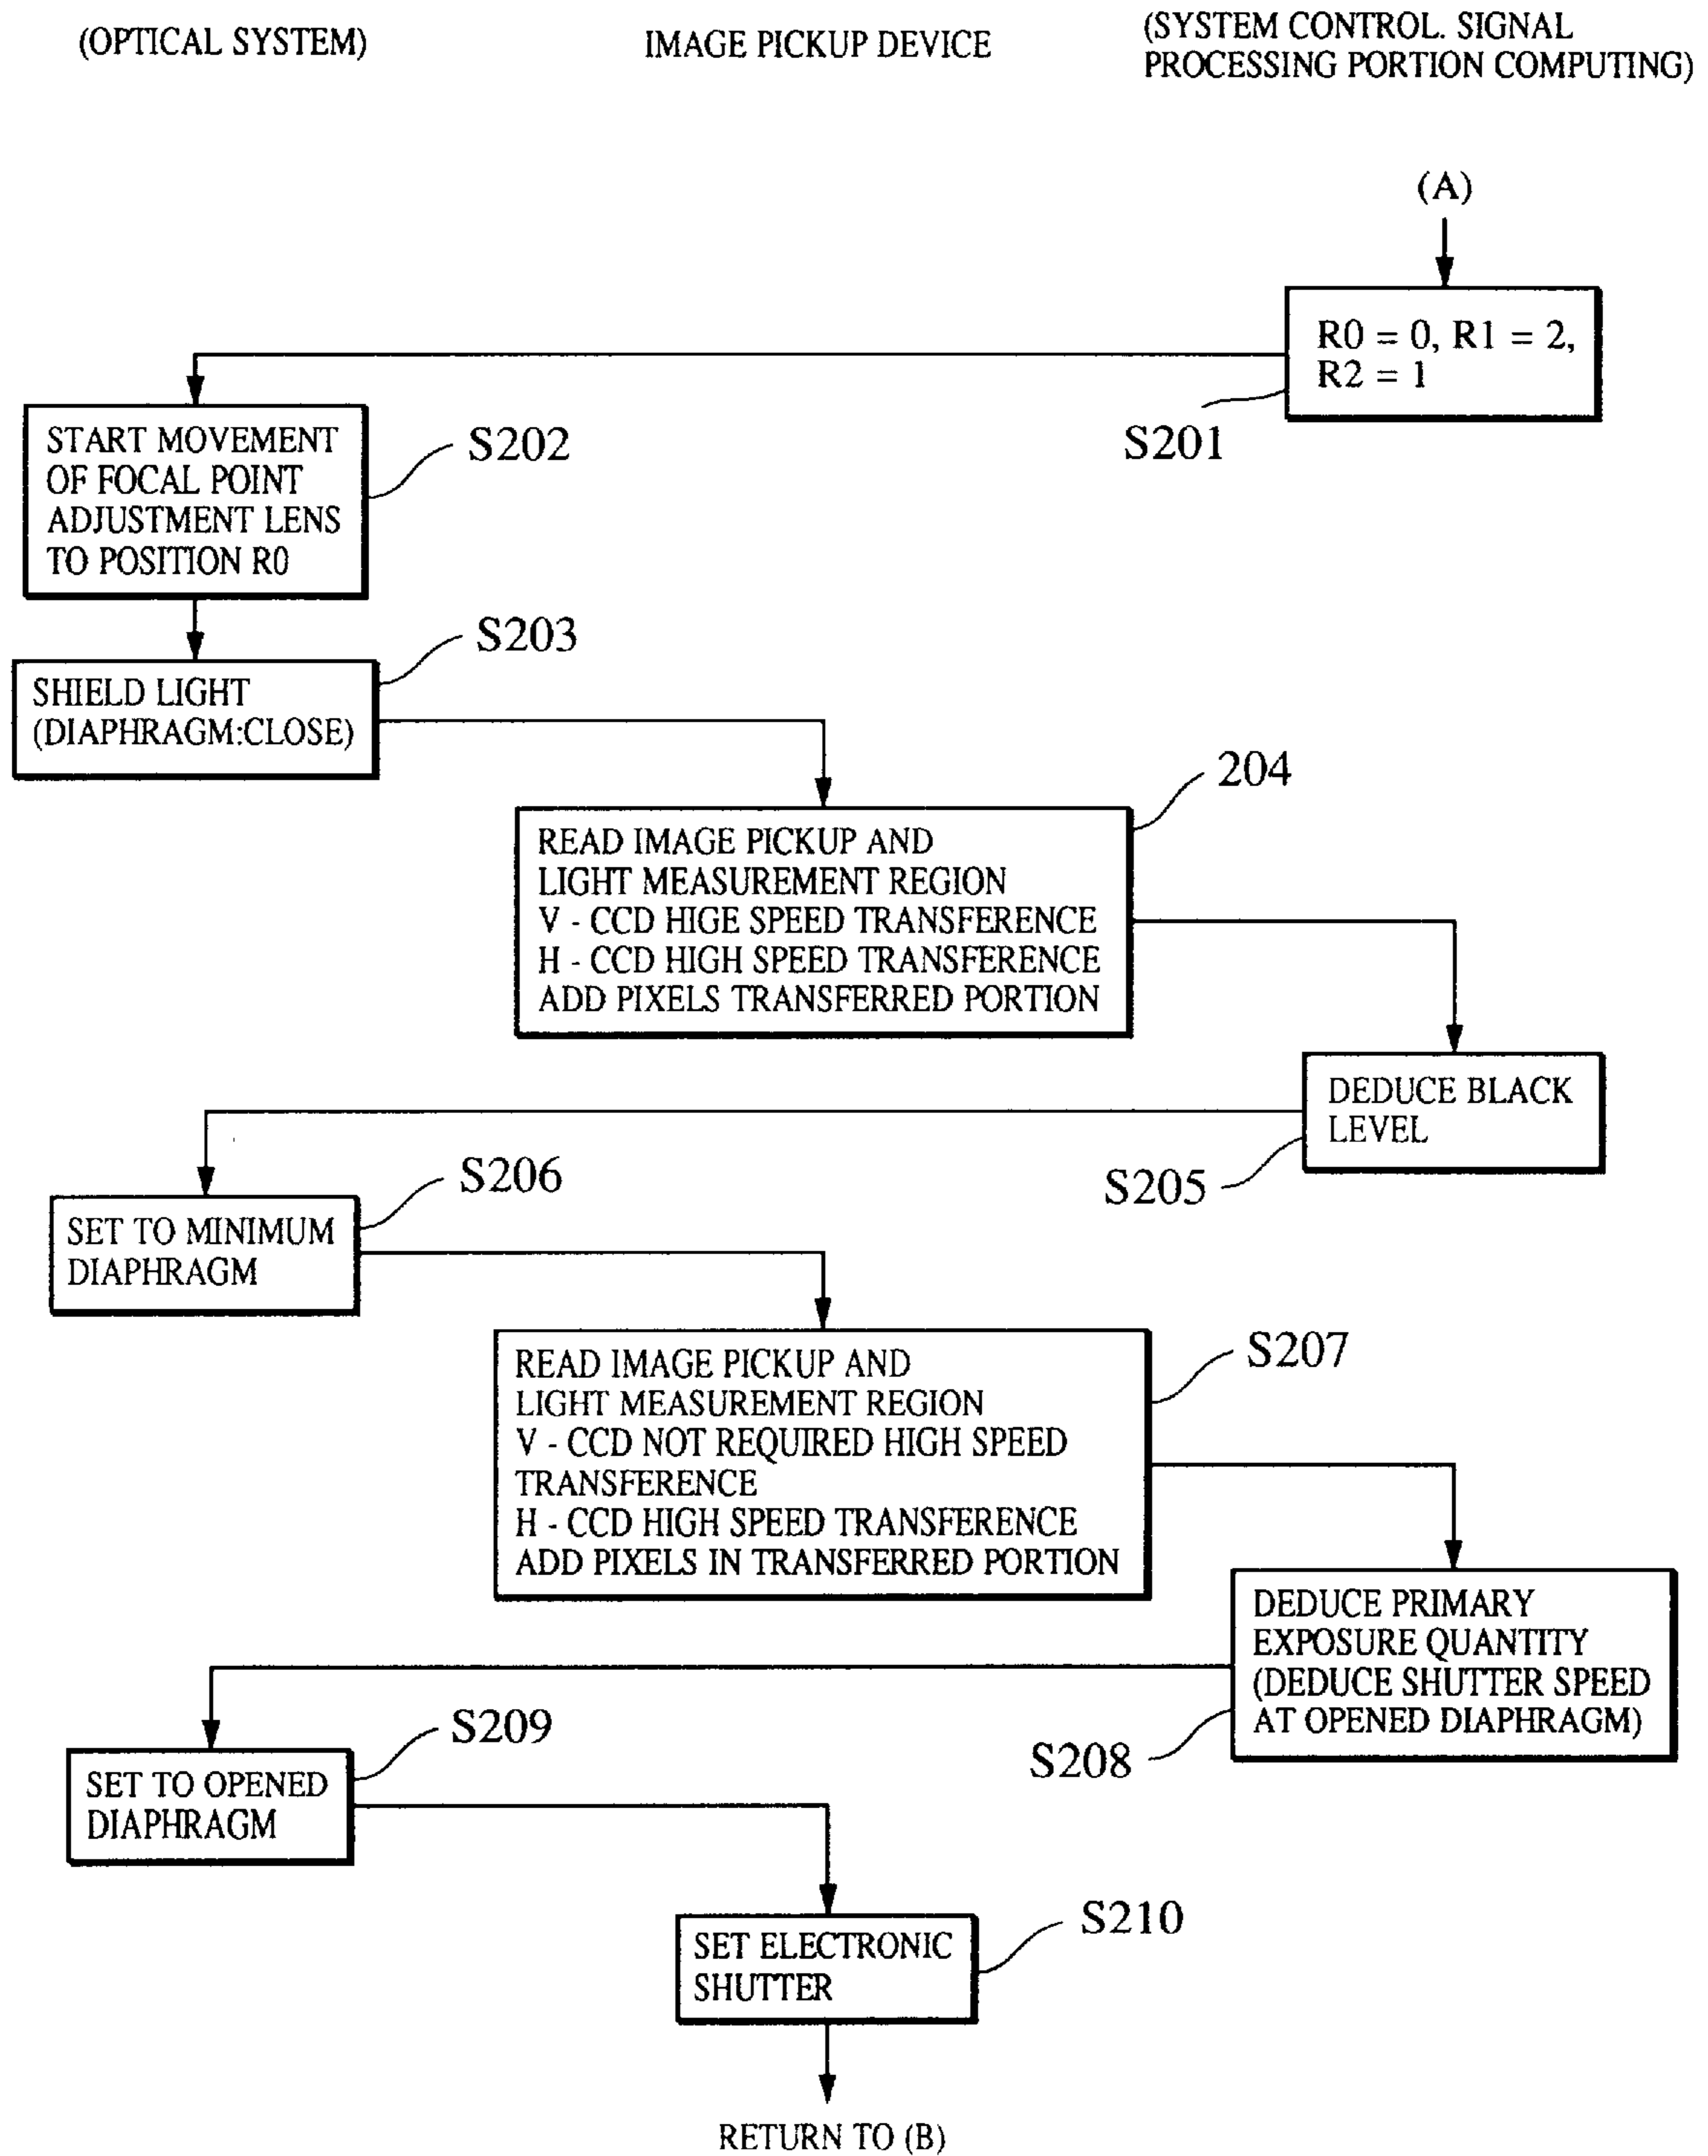 (OPTICAL SYSTEM)
IMAGE PICKUP DEVICE
(SYSTEM CONTROL. SIGNAL
PROCESSING PORTION COMPUTING)
(A)
R0 = 0, R1 = 2,
R2 = 1
S201
START MOVEMENT
OF FOCAL POINT
ADJUSTMENT LENS
TO POSITION R0
S202
SHIELD LIGHT
(DIAPHRAGM:CLOSE)
S203
READ IMAGE PICKUP AND
LIGHT MEASUREMENT REGION
V - CCD HIGE SPEED TRANSFERENCE
H - CCD HIGH SPEED TRANSFERENCE
ADD PIXELS TRANSFERRED PORTION
204
DEDUCE BLACK
LEVEL
S205
SET TO MINIMUM
DIAPHRAGM
S206
READ IMAGE PICKUP AND
LIGHT MEASUREMENT REGION
V - CCD NOT REQUIRED HIGH SPEED
TRANSFERENCE
H - CCD HIGH SPEED TRANSFERENCE
ADD PIXELS IN TRANSFERRED PORTION
S207
DEDUCE PRIMARY
EXPOSURE QUANTITY
(DEDUCE SHUTTER SPEED
AT OPENED DIAPHRAGM)
S208
SET TO OPENED
DIAPHRAGM
S209
SET ELECTRONIC
SHUTTER
S210
RETURN TO (B)